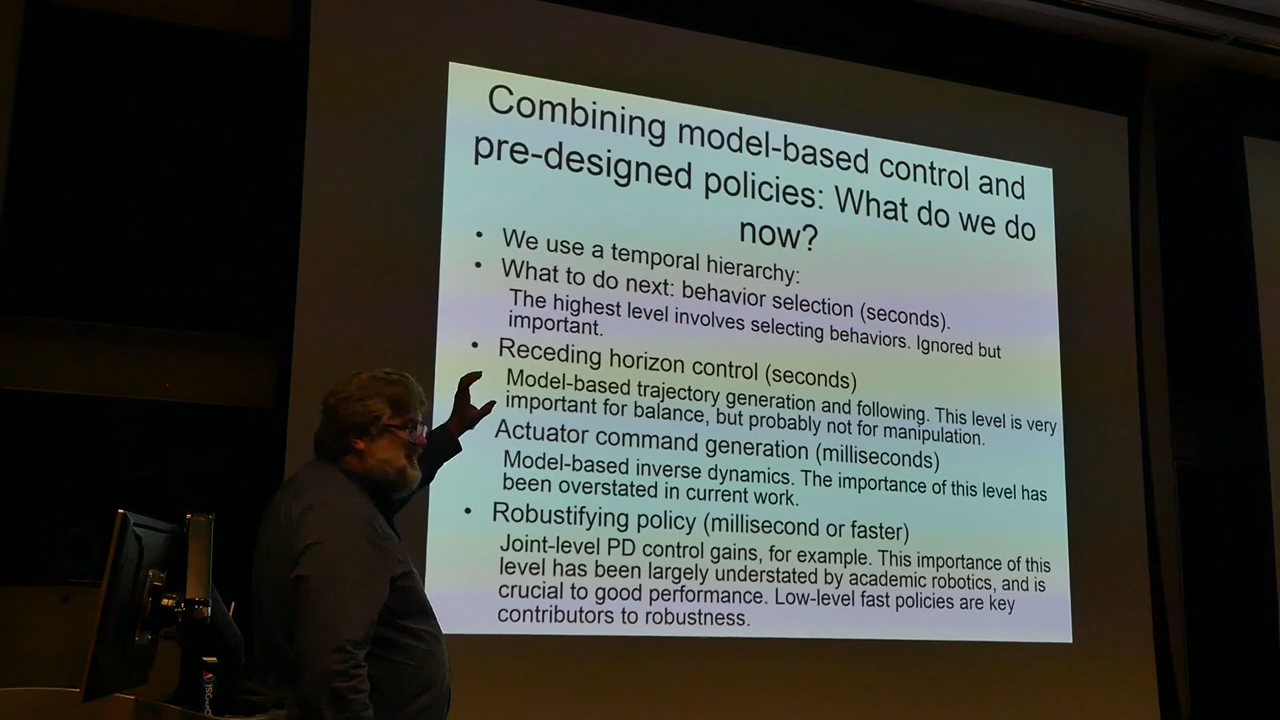 Combining model-based control and
pre-designed policies: What do we do
now?
• We use a temporal hierarchy:
• What to do next: behavior selection (seconds).
The highest level involves selecting behaviors. Ignored but
important.
• Receding horizon control (seconds)
Model-based trajectory generation and following. This level is very
important for balance, but probably not for manipulation.
Actuator command generation (milliseconds)
Model-based inverse dynamics. The importance of this level has
been overstated in current work.
• Robustifying policy (millisecond or faster)
Joint-level PD control gains, for example. This importance of this
level has been largely understated by academic robotics, and is
crucial to good performance. Low-level fast policies are key
contributors to robustness.